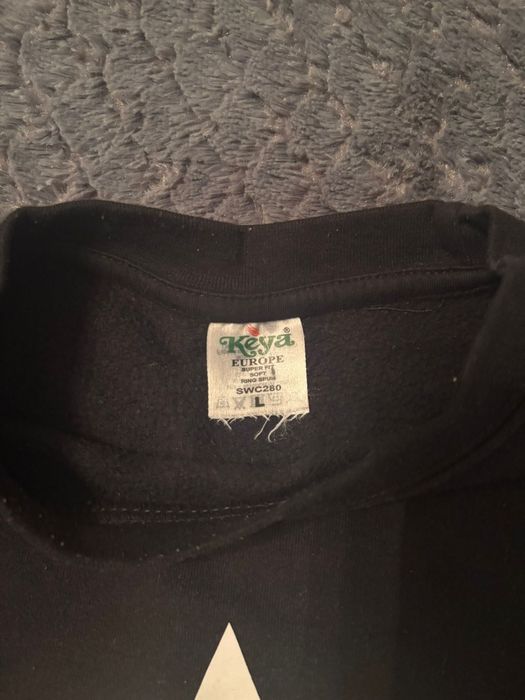 Keya®
EUROPE
SUPER FIT
SOFT
RING SPUN
SWC280
L